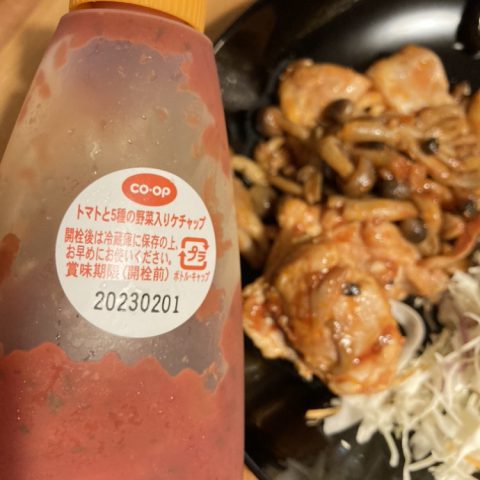 CO·OP
トマトと5種の野菜入りケチャップ
開栓後は冷蔵庫に保存の上、
お早めにお使いください。
プラ
賞味期限(開栓前)
ボトル・キャップ
20230201